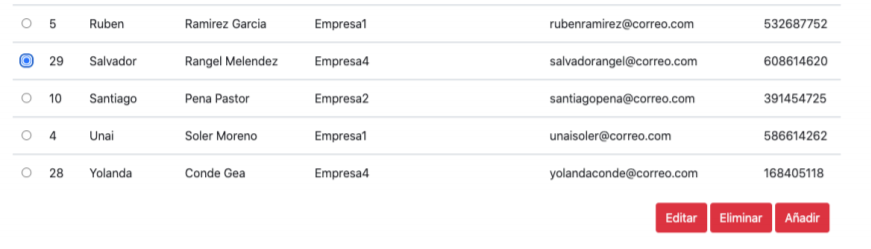 5 Ruben Ramirez Garcia Empresa1 rubenramirez@correo.com 532687752
29 Salvador Rangel Melendez Empresa4 salvadorangel@correo.com 608614620
10 Santiago Pena Pastor Empresa2 santiagopena@correo.com 391454725
4 Unai Soler Moreno Empresa1 unaisoler@correo.com 586614262
28 Yolanda Conde Gea Empresa4 yolandaconde@correo.com 168405118
Editar Eliminar Añadir